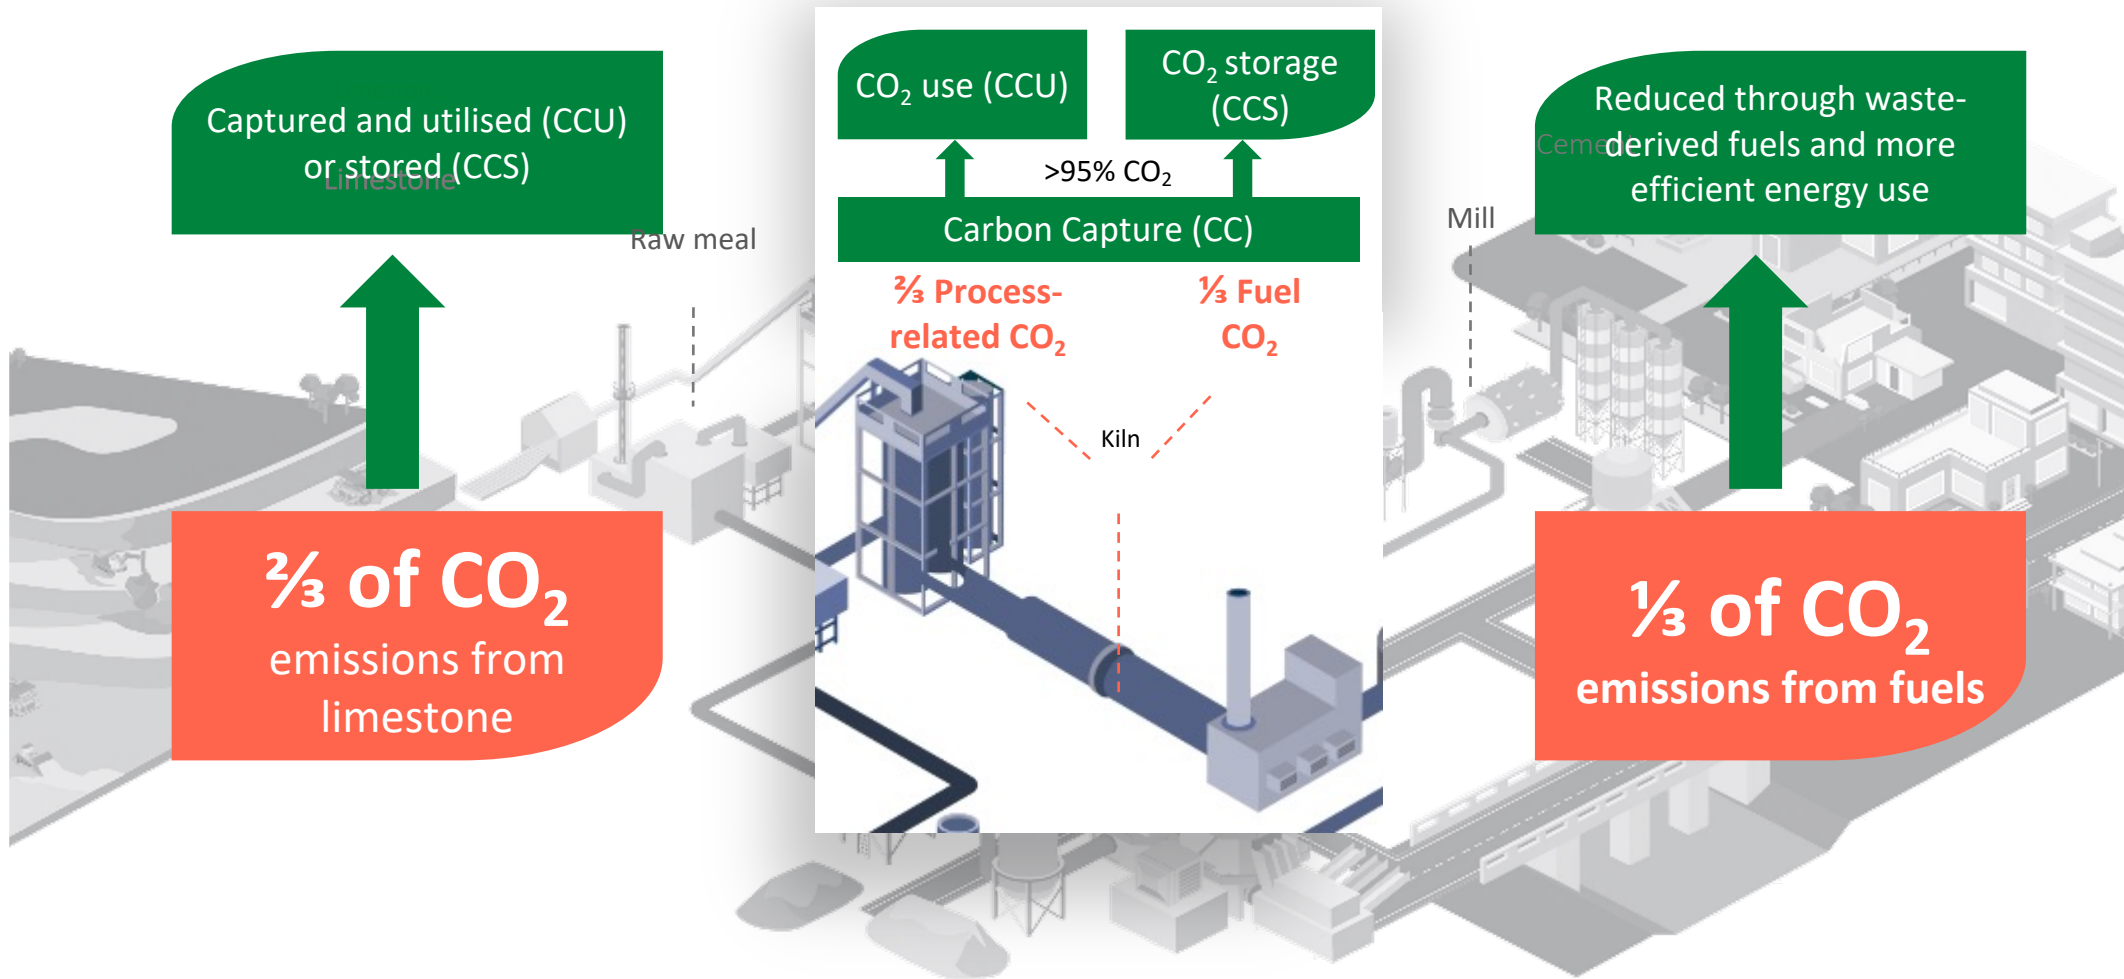 Captured and utilised (CCU)
or stored (CCS)
Limestone
Raw meal
⅔ of CO₂
emissions from
limestone
CO₂ use (CCU)
CO₂ storage
(CCS)
>95% CO₂
Carbon Capture (CC)
⅔ Process-
related CO₂
⅓ Fuel
CO₂
Kiln
Mill
Cement
Reduced through waste-
derived fuels and more
efficient energy use
⅓ of CO₂
emissions from fuels